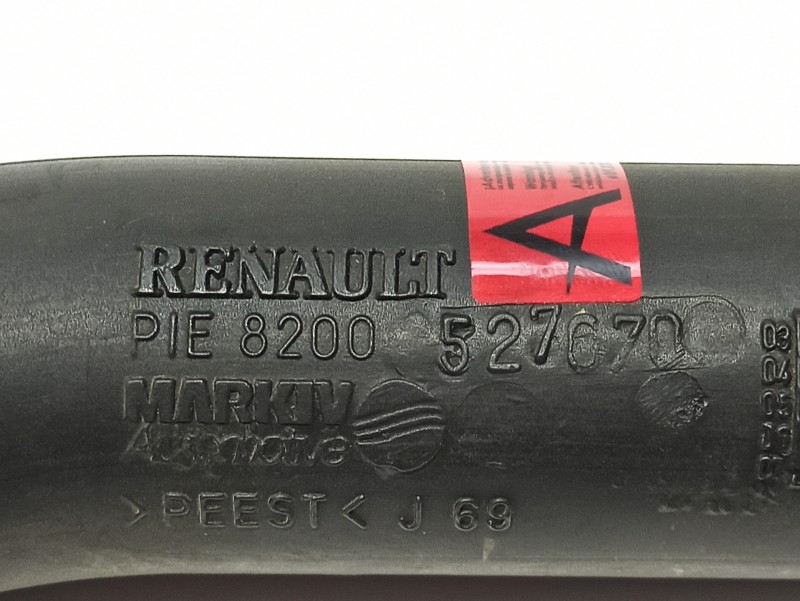 A
RENAULT
PIE 8200 527670
MARKIV
Automotive
>PEEST< J 69